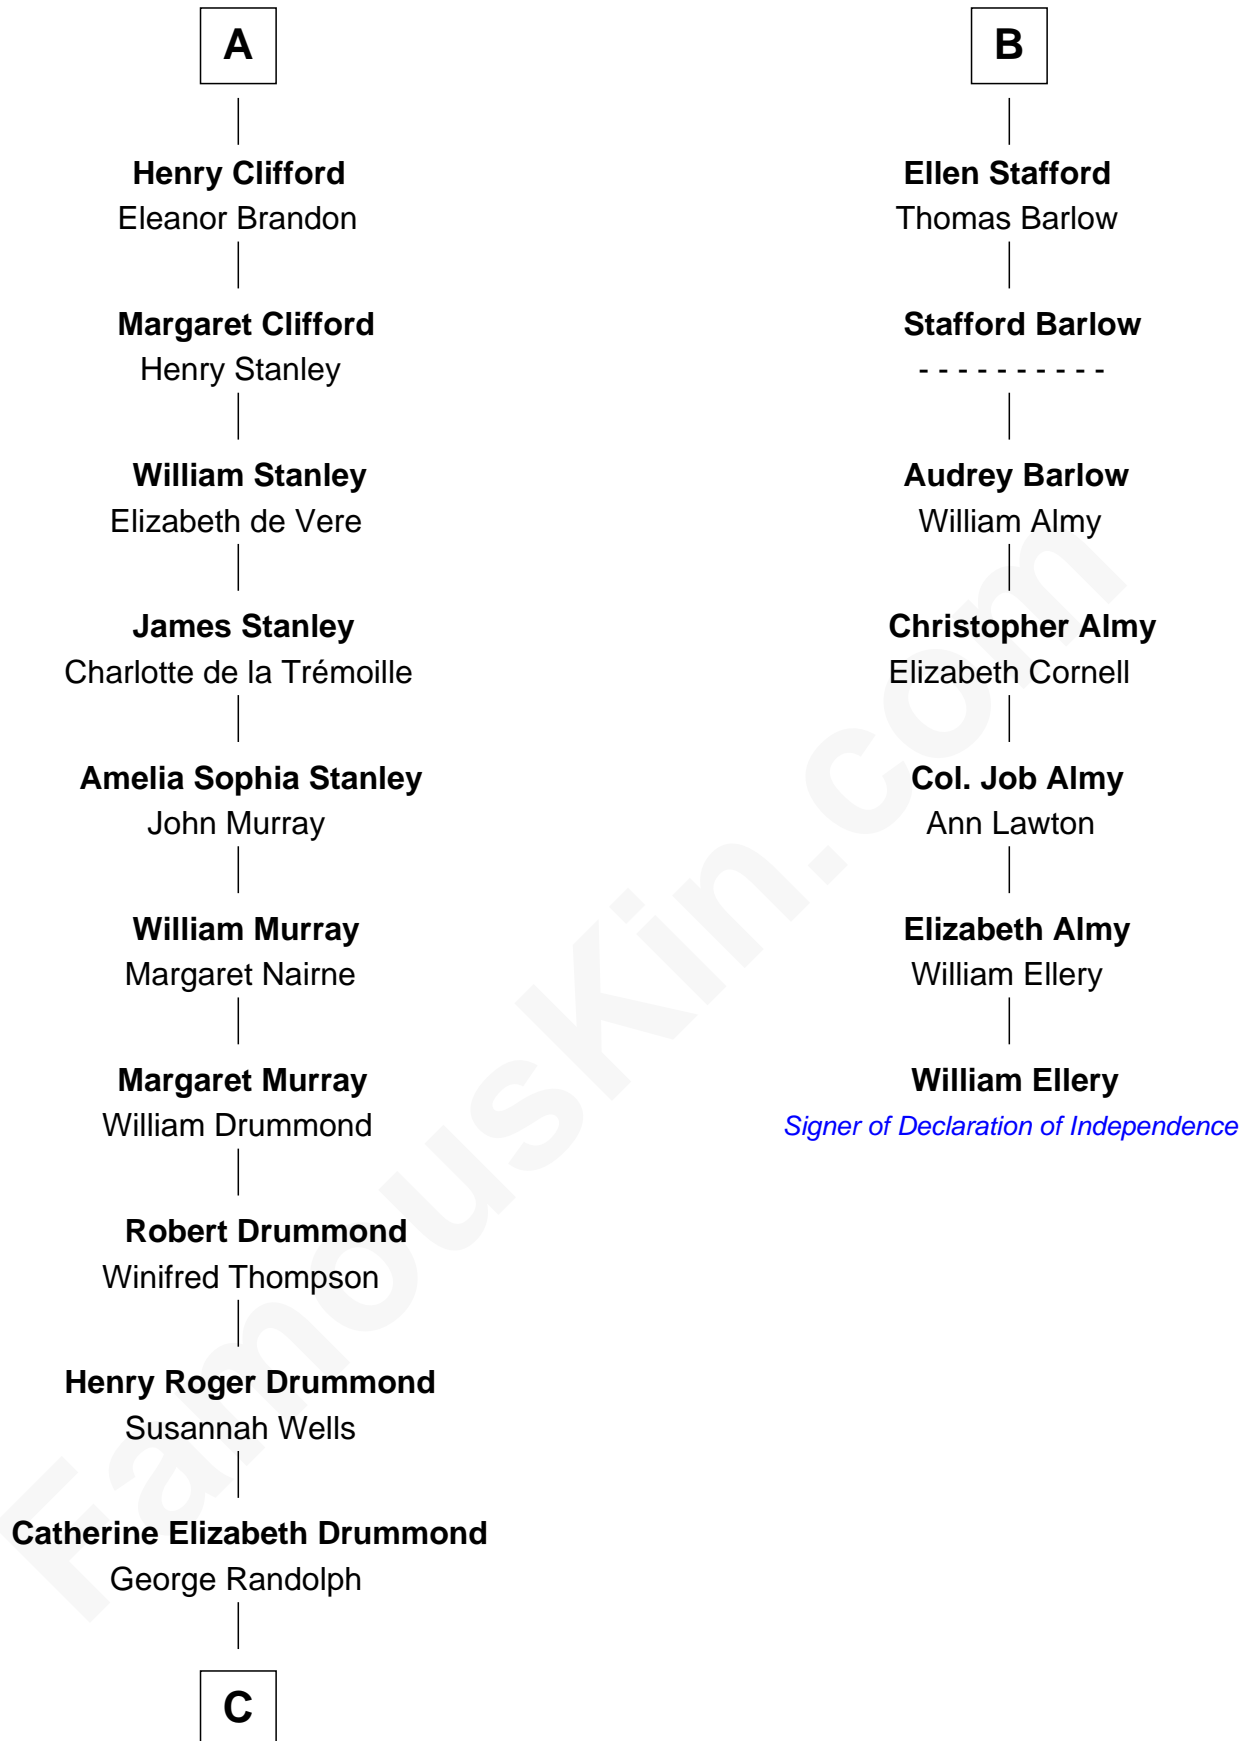 A
Henry Clifford
Eleanor Brandon
Margaret Clifford
Henry Stanley
William Stanley
Elizabeth de Vere
James Stanley
Charlotte de la Trémoille
Amelia Sophia Stanley
John Murray
William Murray
Margaret Nairne
Margaret Murray
William Drummond
Robert Drummond
Winifred Thompson
Henry Roger Drummond
Susannah Wells
Catherine Elizabeth Drummond
George Randolph
C
B
Ellen Stafford
Thomas Barlow
Stafford Barlow
- - - - - - - - - -
Audrey Barlow
William Almy
Christopher Almy
Elizabeth Cornell
Col. Job Almy
Ann Lawton
Elizabeth Almy
William Ellery
William Ellery
Signer of Declaration of Independence
FamousKin.com